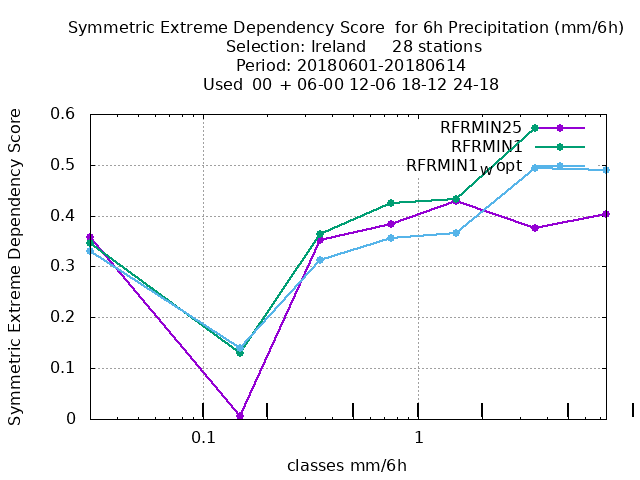 Symmetric Extreme Dependency Score  for 6h Precipitation (mm/6h)
Selection: Ireland     28 stations
Period: 20180601-20180614
Used  00  + 06-00 12-06 18-12 24-18
Symmetric Extreme Dependency Score
0.6
0.5
0.4
0.3
0.2
0.1
0
RFRMIN25
RFRMIN1
RFRMIN1wopt
0.1
1
classes mm/6h